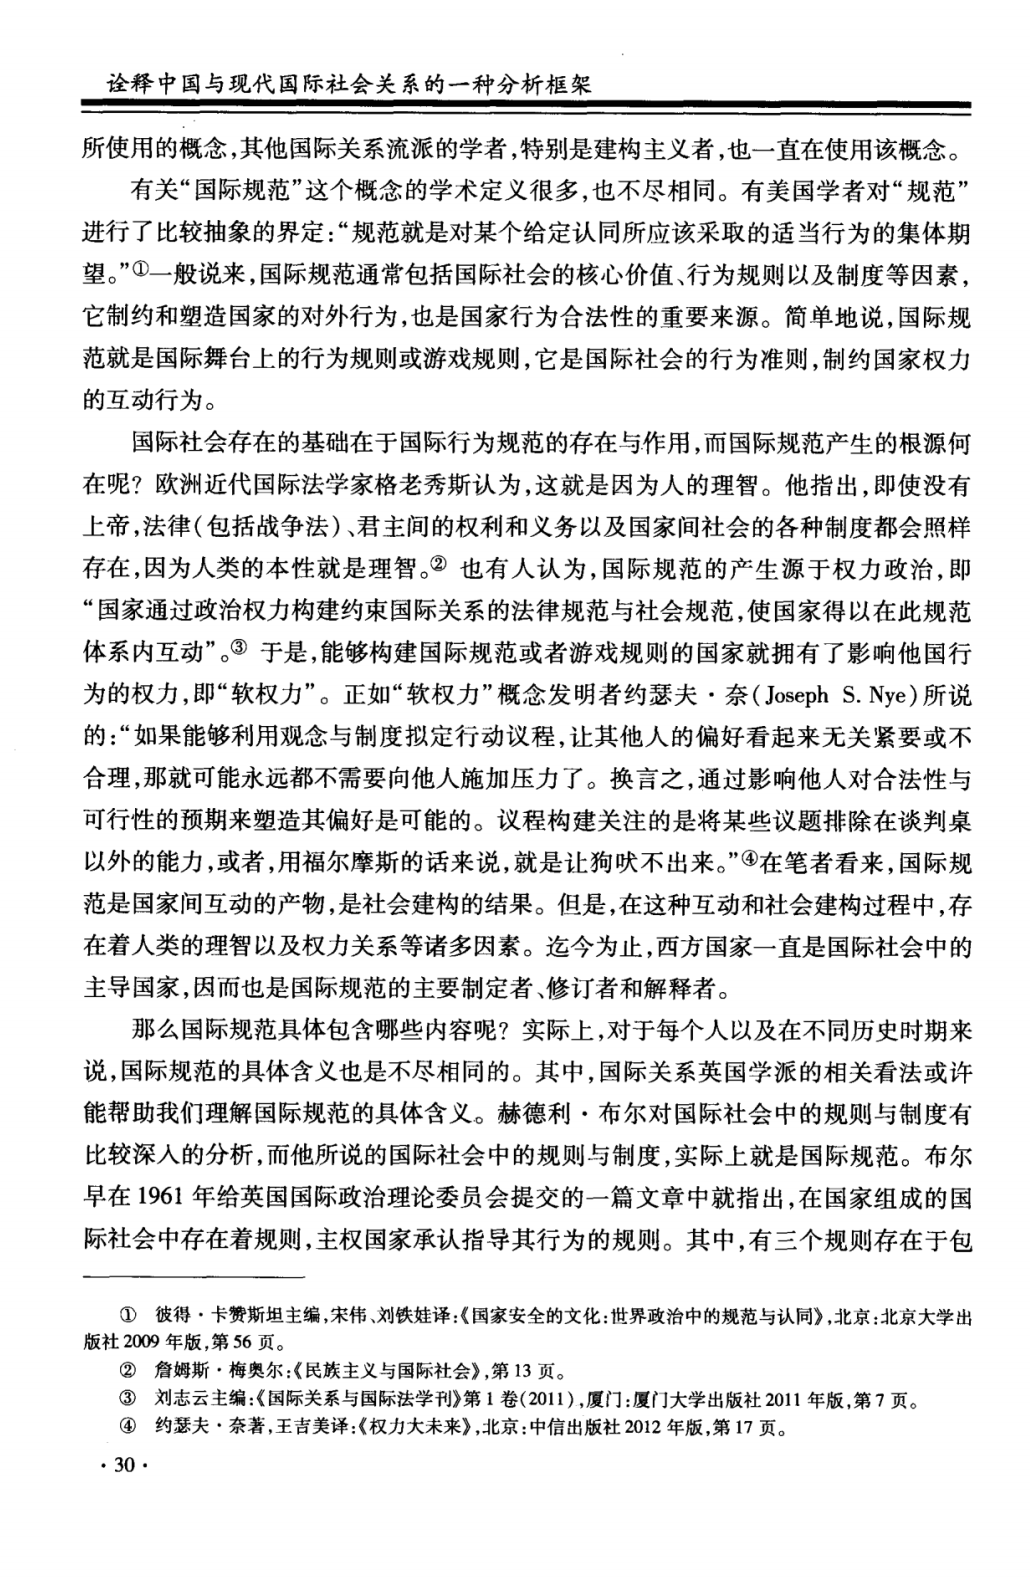 诠释中国与现代国际社会关系的一种分析框架
所使用的概念,其他国际关系流派的学者,特别是建构主义者,也一直在使用该概念。
有关“国际规范”这个概念的学术定义很多,也不尽相同。有美国学者对“规范”
进行了比较抽象的界定:“规范就是对某个给定认同所应该采取的适当行为的集体期
望。”①一般说来,国际规范通常包括国际社会的核心价值、行为规则以及制度等因素,
它制约和塑造国家的对外行为,也是国家行为合法性的重要来源。简单地说,国际规
范就是国际舞台上的行为规则或游戏规则,它是国际社会的行为准则,制约国家权力
的互动行为。
国际社会存在的基础在于国际行为规范的存在与作用,而国际规范产生的根源何
在呢?欧洲近代国际法学家格老秀斯认为,这就是因为人的理智。他指出,即使没有
上帝,法律(包括战争法)、君主间的权利和义务以及国家间社会的各种制度都会照样
存在,因为人类的本性就是理智。② 也有人认为,国际规范的产生源于权力政治,即
“国家通过政治权力构建约束国际关系的法律规范与社会规范,使国家得以在此规范
体系内互动”。③ 于是,能够构建国际规范或者游戏规则的国家就拥有了影响他国行
为的权力,即“软权力”。正如“软权力”概念发明者约瑟夫·奈(Joseph S. Nye)所说
的:“如果能够利用观念与制度拟定行动议程,让其他人的偏好看起来无关紧要或不
合理,那就可能永远都不需要向他人施加压力了。换言之,通过影响他人对合法性与
可行性的预期来塑造其偏好是可能的。议程构建关注的是将某些议题排除在谈判桌
以外的能力,或者,用福尔摩斯的话来说,就是让狗吠不出来。”④在笔者看来,国际规
范是国家间互动的产物,是社会建构的结果。但是,在这种互动和社会建构过程中,存
在着人类的理智以及权力关系等诸多因素。迄今为止,西方国家一直是国际社会中的
主导国家,因而也是国际规范的主要制定者、修订者和解释者。
那么国际规范具体包含哪些内容呢?实际上,对于每个人以及在不同历史时期来
说,国际规范的具体含义也是不尽相同的。其中,国际关系英国学派的相关看法或许
能帮助我们理解国际规范的具体含义。赫德利·布尔对国际社会中的规则与制度有
比较深入的分析,而他所说的国际社会中的规则与制度,实际上就是国际规范。布尔
早在 1961 年给英国国际政治理论委员会提交的一篇文章中就指出,在国家组成的国
际社会中存在着规则,主权国家承认指导其行为的规则。其中,有三个规则存在于包
① 彼得·卡赞斯坦主编,宋伟、刘铁娃译:《国家安全的文化:世界政治中的规范与认同》,北京:北京大学出
版社 2009 年版,第 56 页。
② 詹姆斯·梅奥尔:《民族主义与国际社会》,第 13 页。
③ 刘志云主编:《国际关系与国际法学刊》第 1 卷(2011),厦门:厦门大学出版社 2011 年版,第 7 页。
④ 约瑟夫·奈著,王吉美译:《权力大未来》,北京:中信出版社 2012 年版,第 17 页。
·30·